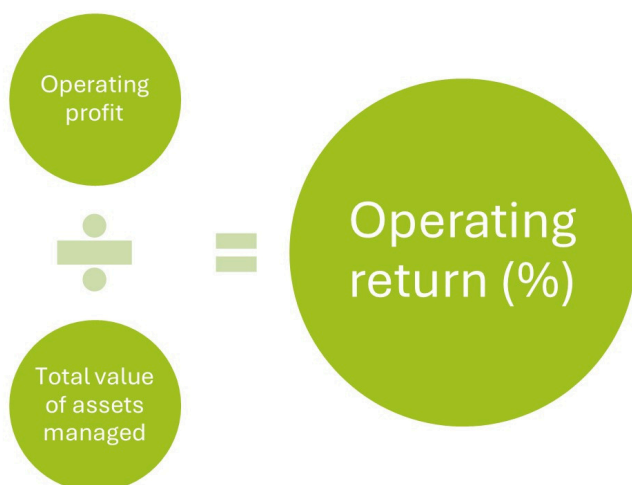 Operating
profit
÷
=
Total value
of assets
managed
Operating
return (%)